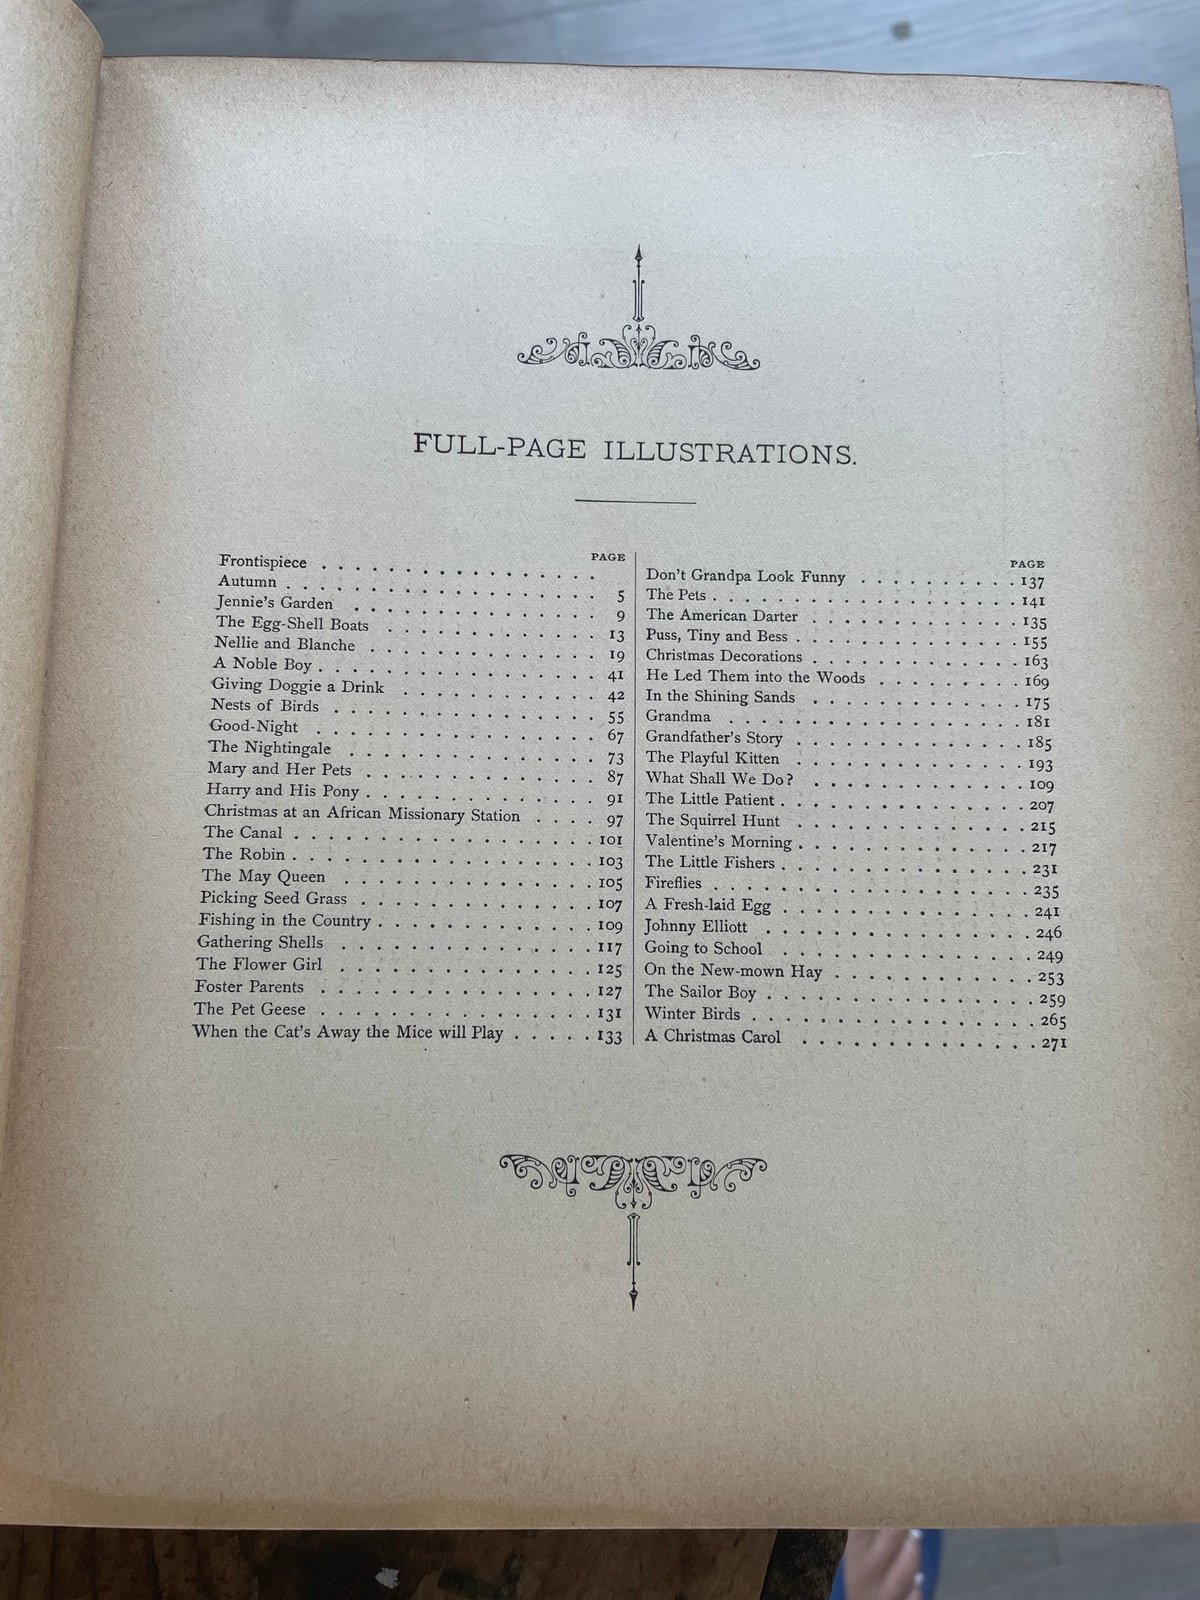 FULL-PAGE ILLUSTRATIONS.
PAGE
Frontispiece . . . . . . . . . . . . . . . .
Autumn . . . . . . . . . . . . . . . . . 5
Jennie's Garden . . . . . . . . . . . . . 9
The Egg-Shell Boats . . . . . . . . . . . 13
Nellie and Blanche . . . . . . . . . . . . 19
A Noble Boy . . . . . . . . . . . . . . . 41
Giving Doggie a Drink . . . . . . . . . . 42
Nests of Birds . . . . . . . . . . . . . . 55
Good-Night . . . . . . . . . . . . . . . 67
The Nightingale . . . . . . . . . . . . . 73
Mary and Her Pets . . . . . . . . . . . . 87
Harry and His Pony . . . . . . . . . . . . 91
Christmas at an African Missionary Station . . . . 97
The Canal . . . . . . . . . . . . . . . . 101
The Robin . . . . . . . . . . . . . . . . 103
The May Queen . . . . . . . . . . . . . 105
Picking Seed Grass . . . . . . . . . . . . 107
Fishing in the Country . . . . . . . . . . . 109
Gathering Shells . . . . . . . . . . . . . 117
The Flower Girl . . . . . . . . . . . . . 125
Foster Parents . . . . . . . . . . . . . . 127
The Pet Geese . . . . . . . . . . . . . . 131
When the Cat's Away the Mice will Play . . . . . 133
PAGE
Don't Grandpa Look Funny . . . . . . . . . 137
The Pets . . . . . . . . . . . . . . . . . 141
The American Darter . . . . . . . . . . . 135
Puss, Tiny and Bess . . . . . . . . . . . . 155
Christmas Decorations . . . . . . . . . . . 163
He Led Them into the Woods . . . . . . . . 169
In the Shining Sands . . . . . . . . . . . 175
Grandma . . . . . . . . . . . . . . . . 181
Grandfather's Story . . . . . . . . . . . . 185
The Playful Kitten . . . . . . . . . . . . 193
What Shall We Do? . . . . . . . . . . . . 109
The Little Patient . . . . . . . . . . . . . 207
The Squirrel Hunt . . . . . . . . . . . . 215
Valentine's Morning . . . . . . . . . . . . 217
The Little Fishers . . . . . . . . . . . . . 231
Fireflies . . . . . . . . . . . . . . . . . 235
A Fresh-laid Egg . . . . . . . . . . . . . 241
Johnny Elliott . . . . . . . . . . . . . . 246
Going to School . . . . . . . . . . . . . 249
On the New-mown Hay . . . . . . . . . . 253
The Sailor Boy . . . . . . . . . . . . . . 259
Winter Birds . . . . . . . . . . . . . . . 265
A Christmas Carol . . . . . . . . . . . . 271